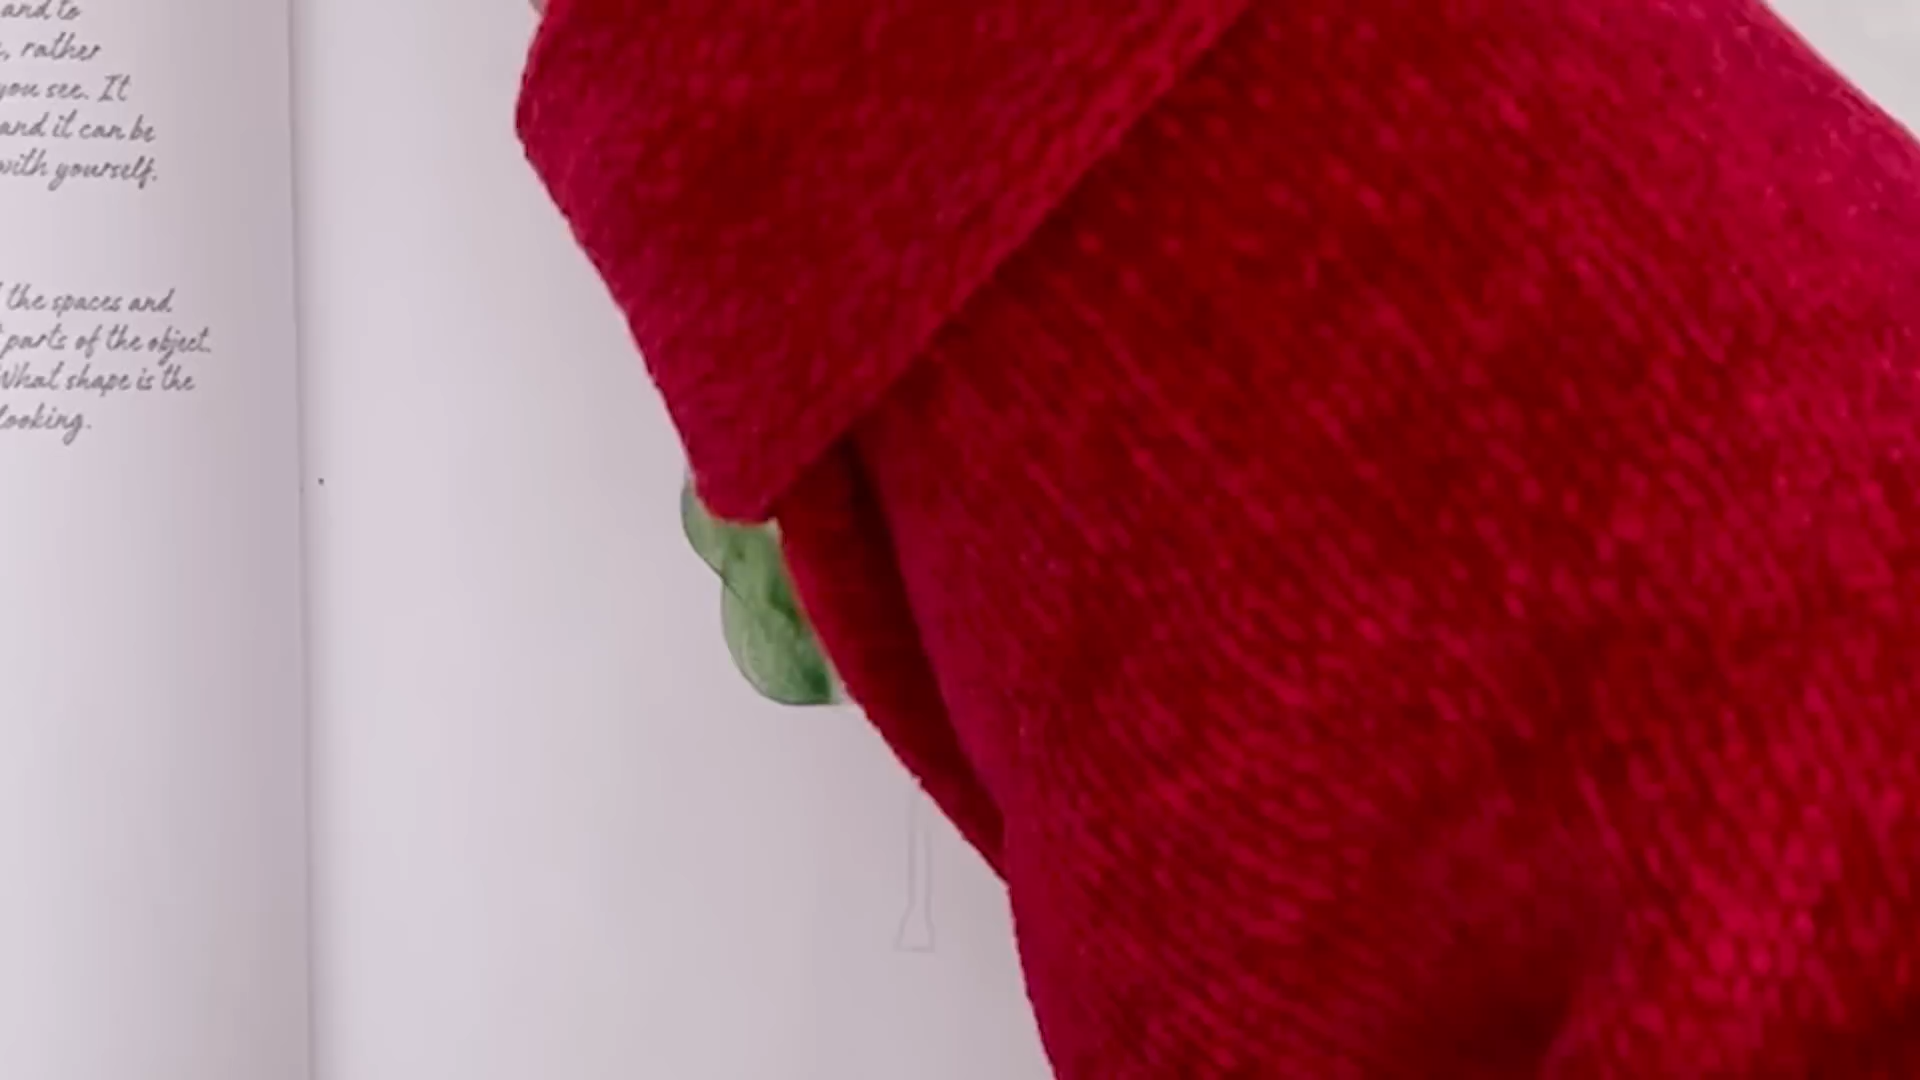 and to
, rather
you see. It
and it can be
with yourself.
the spaces and
parts of the object.
What shape is the
looking.